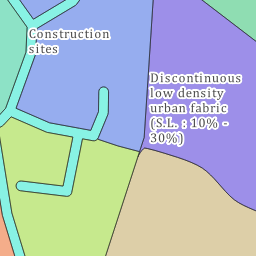 Construction
sites
Discontinuous
low density
urban fabric
(S.L. : 10% -
30%)